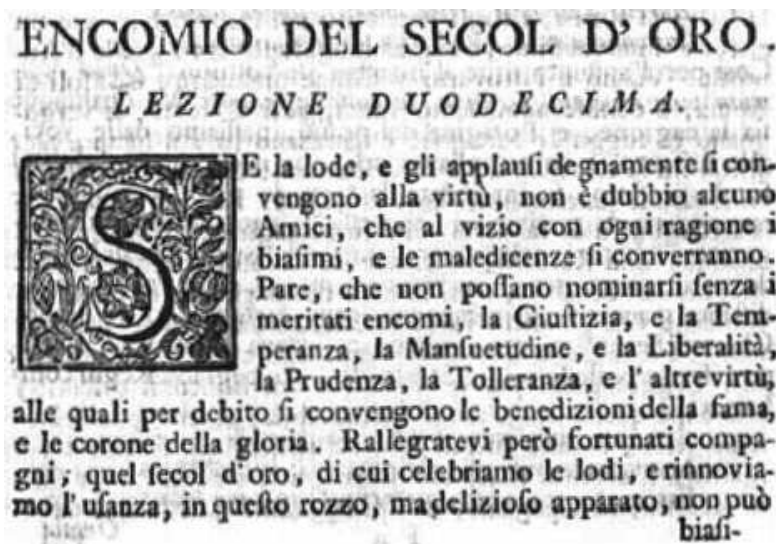 ENCOMIO DEL SECOL D' ORO.
LEZIONE DUODECIMA.
SE la lode, e gli applauſi degnamente ſi con-
vengono alla virtù, non è dubbio alcuno
Amici, che al vizio con ogni ragione i
biaſimi, e le maledicenze ſi converranno.
Pare, che non poſſano nominarſi ſenza i
meritati encomi, la Giuſtizia, e la Tem-
peranza, la Manſuetudine, e la Liberalità,
la Prudenza, la Tolleranza, e l' altre virtù,
alle quali per debito ſi convengono le benedizioni della fama,
e le corone della gloria. Rallegratevi però fortunati compa-
gni, quel ſecol d'oro, di cui celebriamo le lodi, e rinnovia-
mo l' uſanza, in queſto rozzo, ma delizioſo apparato, non può
biaſi-